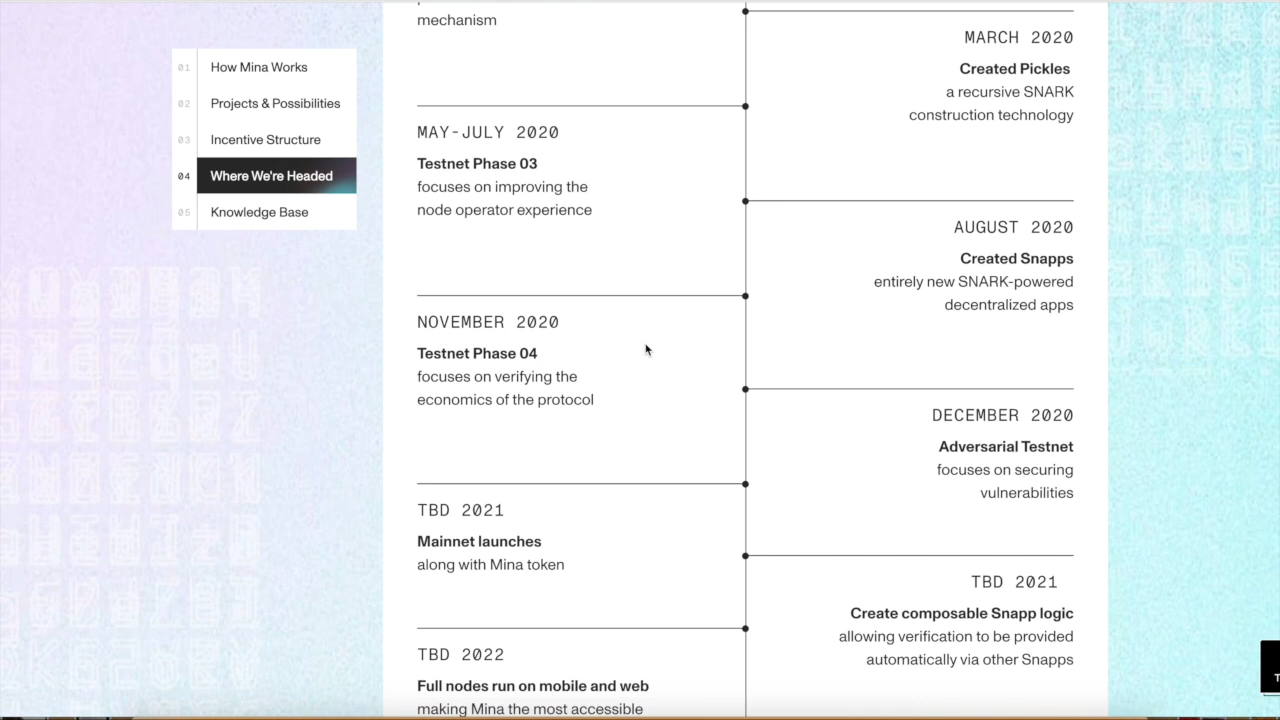 01 How Mina Works
02 Projects & Possibilities
03 Incentive Structure
04 Where We're Headed
05 Knowledge Base
mechanism
MARCH 2020
Created Pickles
a recursive SNARK
construction technology
MAY-JULY 2020
Testnet Phase 03
focuses on improving the
node operator experience
AUGUST 2020
Created Snapps
entirely new SNARK-powered
decentralized apps
NOVEMBER 2020
Testnet Phase 04
focuses on verifying the
economics of the protocol
DECEMBER 2020
Adversarial Testnet
focuses on securing
vulnerabilities
TBD 2021
Mainnet launches
along with Mina token
TBD 2021
Create composable Snapp logic
allowing verification to be provided
automatically via other Snapps
TBD 2022
Full nodes run on mobile and web
making Mina the most accessible